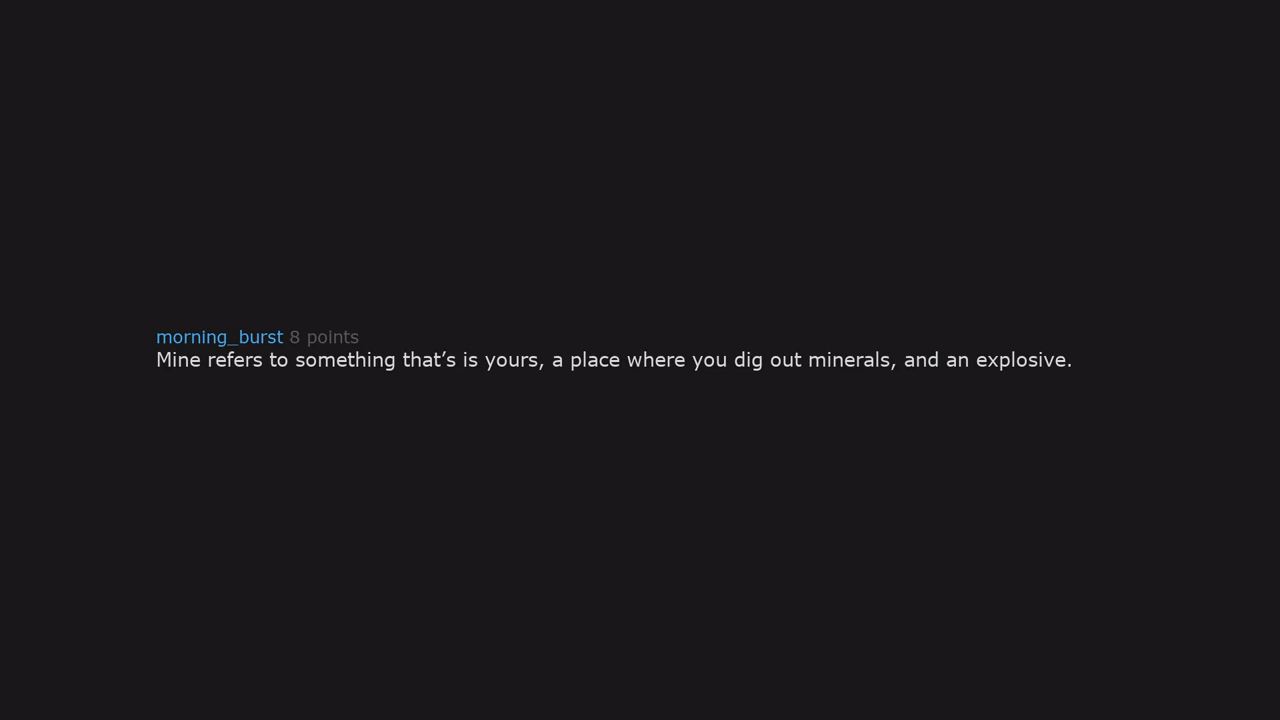 morning_burst 8 points
Mine refers to something that’s is yours, a place where you dig out minerals, and an explosive.